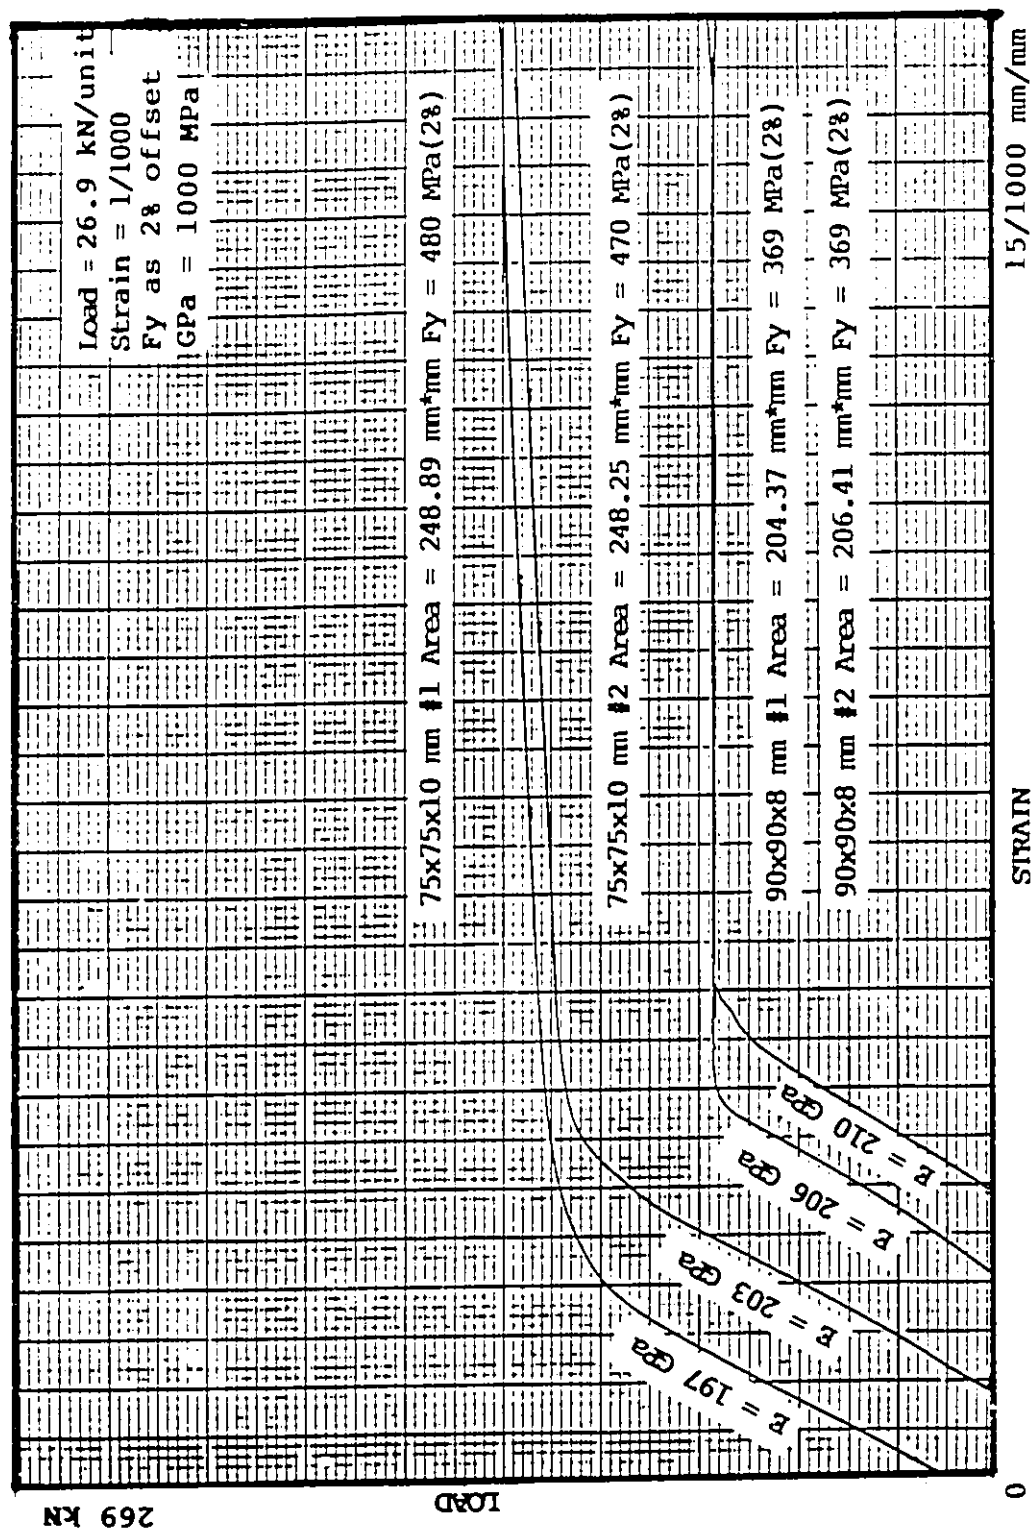 269 kN
Load = 26.9 kN/unit
Strain = 1/1000
Fy as 2% offset
GPa = 1000 MPa
75x75x10 mm #1 Area = 248.89 mm*mm Fy = 480 MPa(2%)
75x75x10 mm #2 Area = 248.25 mm*mm Fy = 470 MPa(2%)
90x90x8 mm #1 Area = 204.37 mm*mm Fy = 369 MPa(2%)
90x90x8 mm #2 Area = 206.41 mm*mm Fy = 369 MPa(2%)
LOAD
E = 197 GPa
E = 203 GPa
E = 206 GPa
E = 210 GPa
0
STRAIN
15/1000 mm/mm